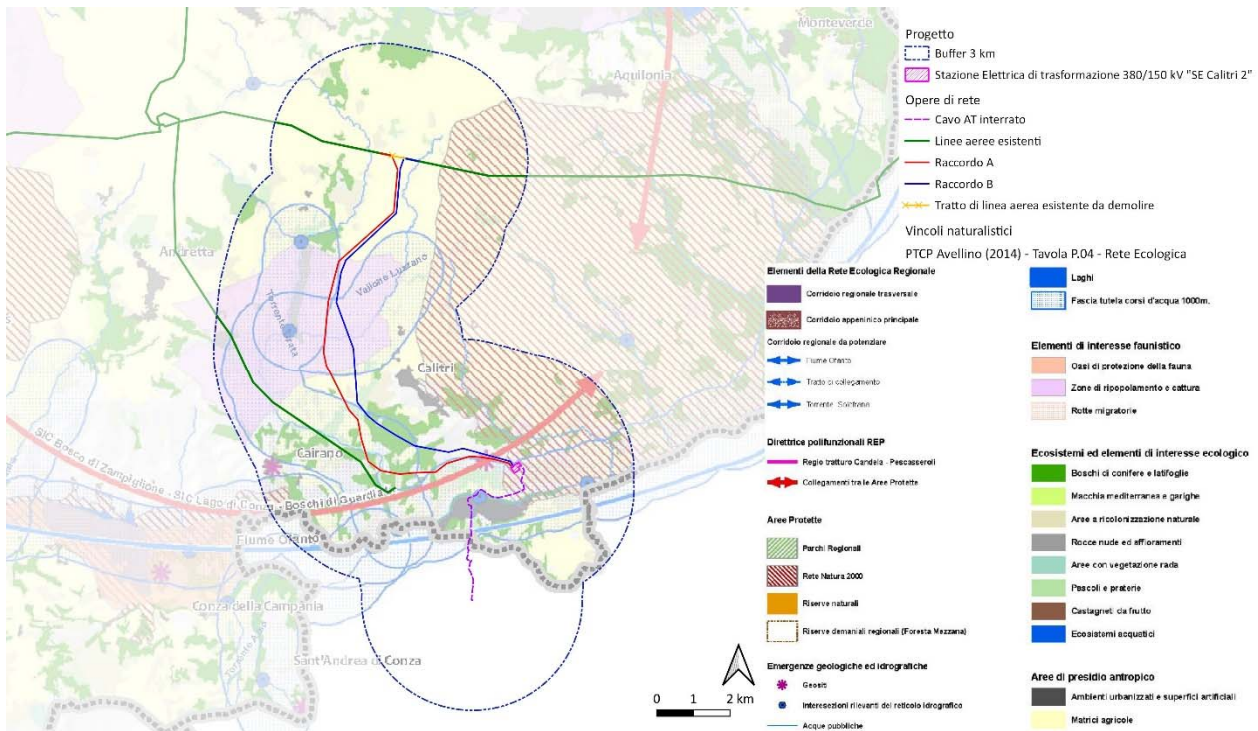 Monteverde
Aquilonia
Andretta
Vallone Luzzano
Calitri
Cairano
SIC Bosco di Zampiglione - SIC Lago di Conza - Boschi di Guardia
Fiume Ofanto
Conza della Campania
Sant'Andrea di Conza
0 1 2 km
Progetto
Buffer 3 km
Stazione Elettrica di trasformazione 380/150 kV "SE Calitri 2"
Opere di rete
Cavo AT interrato
Linee aeree esistenti
Raccordo A
Raccordo B
Tratto di linea aerea esistente da demolire
Vincoli naturalistici
PTCP Avellino (2014) - Tavola P.04 - Rete Ecologica
Elementi della Rete Ecologica Regionale
Corridoio regionale trasversale
Corridoio appeninico principale
Corridoio regionale da potenziare
Fiume Ofanto
Tratto di collegamento
Torrente Solofrana
Direttrice polifunzionali REP
Regio tratturo Candela - Pescasseroli
Collegamenti tra le Aree Protette
Aree Protette
Parchi Regionali
Rete Natura 2000
Riserve naturali
Riserve demaniali regionali (Foresta Mezzana)
Emergenze geologiche ed idrografiche
Geositi
Intersezioni rilevanti del reticolo idrografico
Acque pubbliche
Laghi
Fascia tutela corsi d'acqua 1000m.
Elementi di interesse faunistico
Oasi di protezione della fauna
Zone di ripopolamento e cattura
Rotte migratorie
Ecosistemi ed elementi di interesse ecologico
Boschi di conifere e latifoglie
Macchia mediterranea e garighe
Aree a ricolonizzazione naturale
Rocce nude ed affioramenti
Aree con vegetazione rada
Pascoli e praterie
Castagneti da frutto
Ecosistemi acquatici
Aree di presidio antropico
Ambienti urbanizzati e superfici artificiali
Matrici agricole